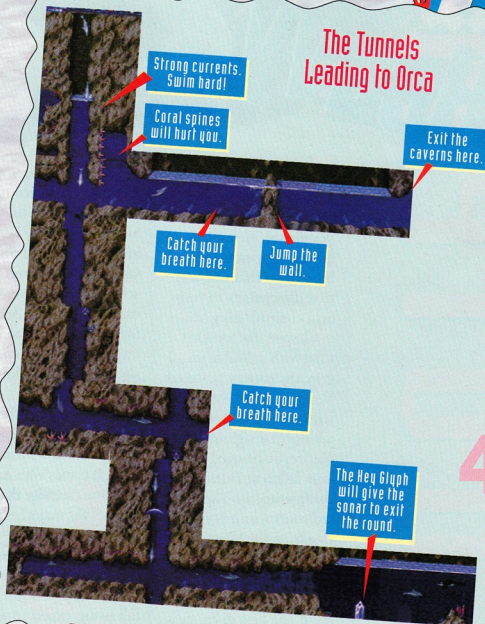 The Tunnels
Leading to Orca
Strong currents.
Swim hard!
Coral spines
will hurt you.
Exit the
caverns here.
Catch your
breath here.
Jump the
wall.
Catch your
breath here.
4
The Key Glyph
will give the
sonar to exit
the round.